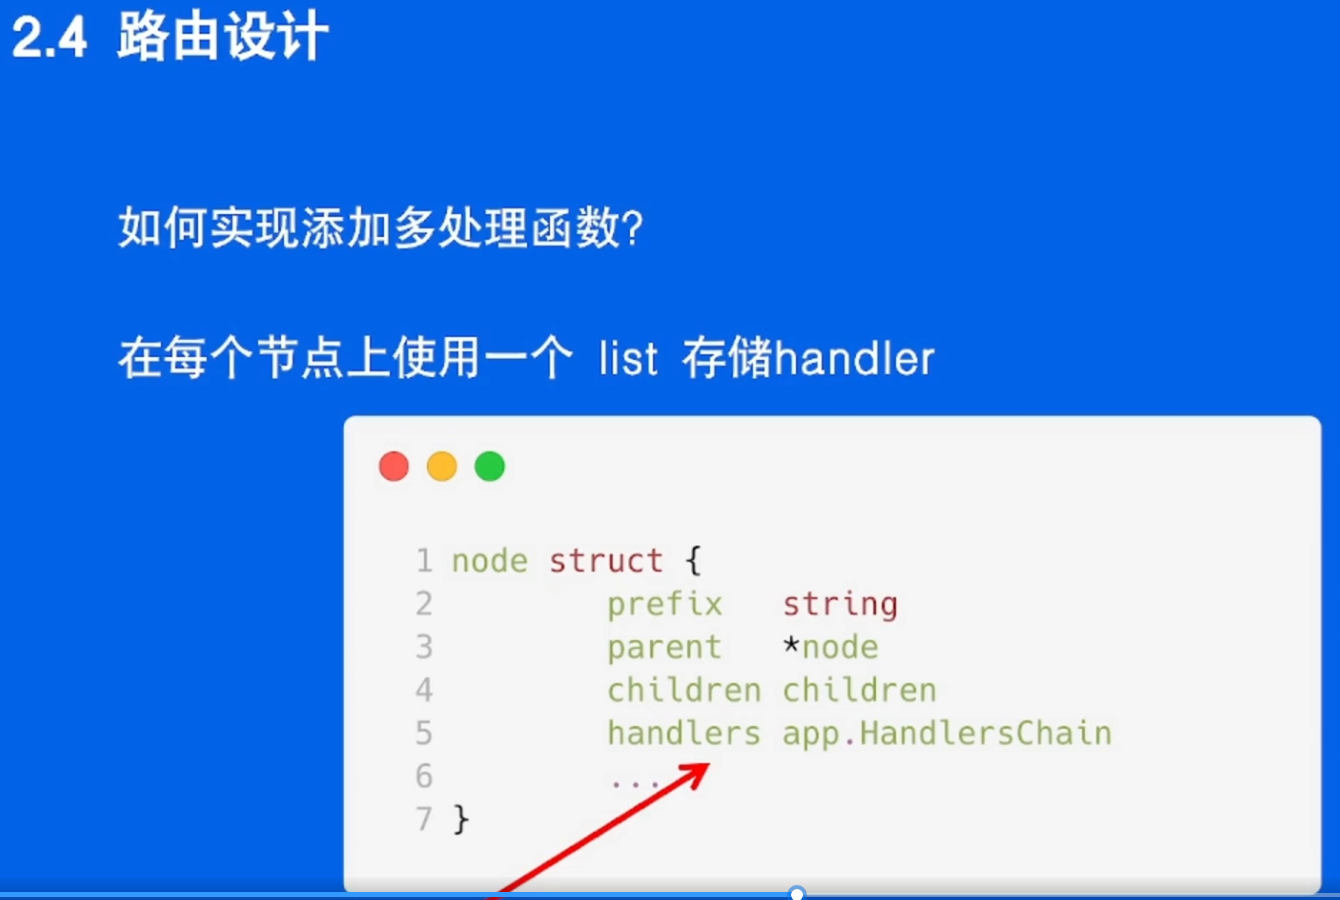 2.4 路由设计
如何实现添加多处理函数?
在每个节点上使用一个 list 存储handler
1 node struct {
2 prefix string
3 parent *node
4 children children
5 handlers app.HandlersChain
6 ...
7 }